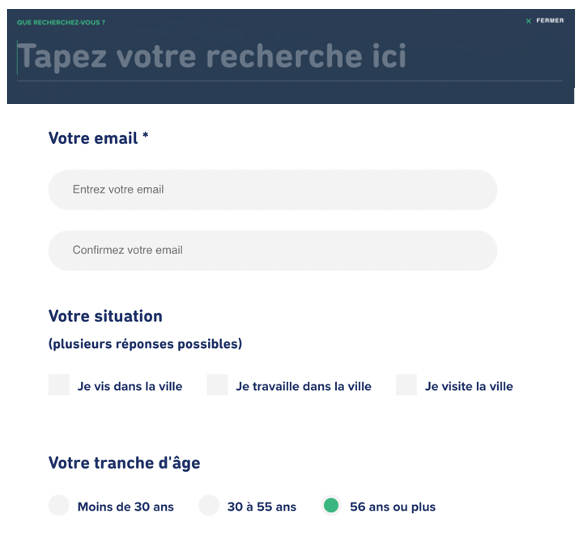 QUE RECHERCHEZ-VOUS ?
× FERMER
Tapez votre recherche ici
Votre email *
Entrez votre email
Confirmez votre email
Votre situation
(plusieurs réponses possibles)
Je vis dans la ville Je travaille dans la ville Je visite la ville
Votre tranche d'âge
Moins de 30 ans 30 à 55 ans 56 ans ou plus